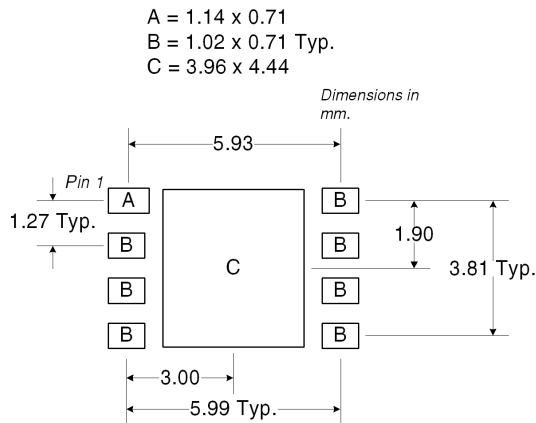 A = 1.14 x 0.71
B = 1.02 x 0.71 Typ.
C = 3.96 x 4.44
Dimensions in
mm.
5.93
Pin 1
A
B
1.27 Typ.
1.90
B
B
C
3.81 Typ.
B
B
B
B
3.00
5.99 Typ.